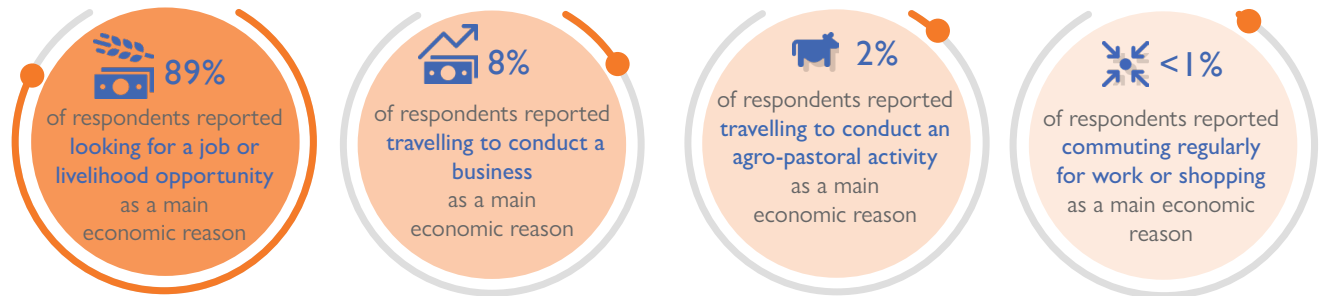 89%
of respondents reported
looking for a job or
livelihood opportunity
as a main
economic reason
8%
of respondents reported
travelling to conduct a
business
as a main
economic reason
2%
of respondents reported
travelling to conduct an
agro-pastoral activity
as a main
economic reason
<1%
of respondents reported
commuting regularly
for work or shopping
as a main economic
reason